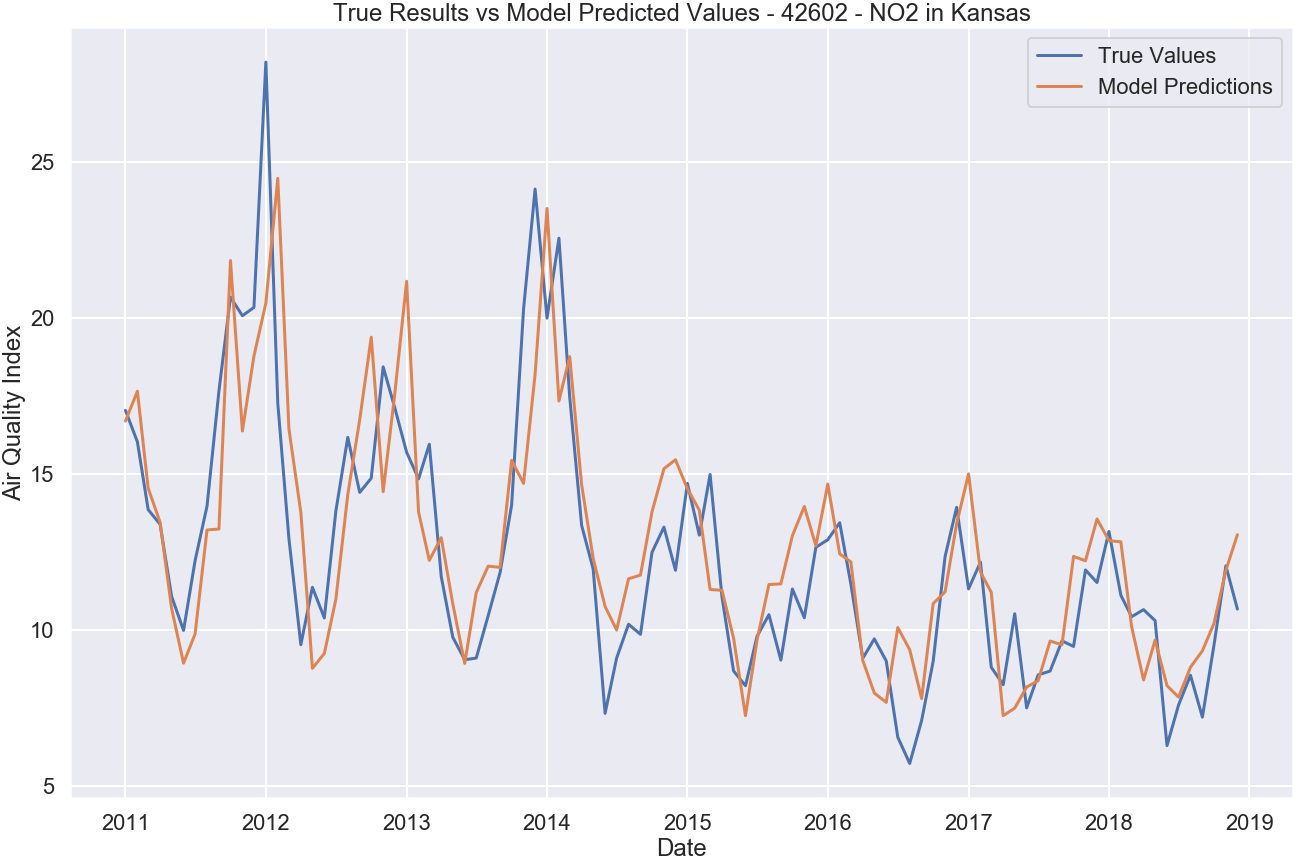 True Results vs Model Predicted Values - 42602 - NO2 in Kansas
True Values
Model Predictions
Air Quality Index
25
20
15
10
5
2011 2012 2013 2014 2015 2016 2017 2018 2019
Date